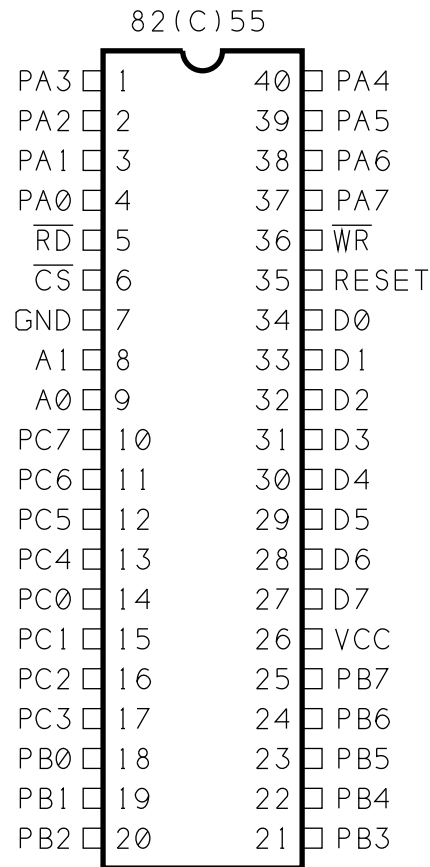 82(C)55
PA3 1 40 PA4
PA2 2 39 PA5
PA1 3 38 PA6
PA0 4 37 PA7
R̅D̅ 5 36 W̅R̅
C̅S̅ 6 35 RESET
GND 7 34 D0
A1 8 33 D1
A0 9 32 D2
PC7 10 31 D3
PC6 11 30 D4
PC5 12 29 D5
PC4 13 28 D6
PC0 14 27 D7
PC1 15 26 VCC
PC2 16 25 PB7
PC3 17 24 PB6
PB0 18 23 PB5
PB1 19 22 PB4
PB2 20 21 PB3